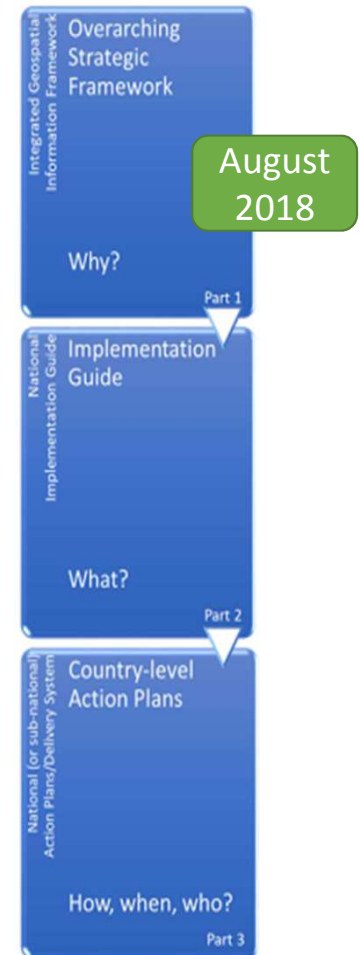 Integrated Geospatial
Information Framework
Overarching
Strategic
Framework
August
2018
Why?
Part 1
National
Implementation Guide
Implementation
Guide
What?
Part 2
National (or sub-national)
Action Plans/Delivery System
Country-level
Action Plans
How, when, who?
Part 3